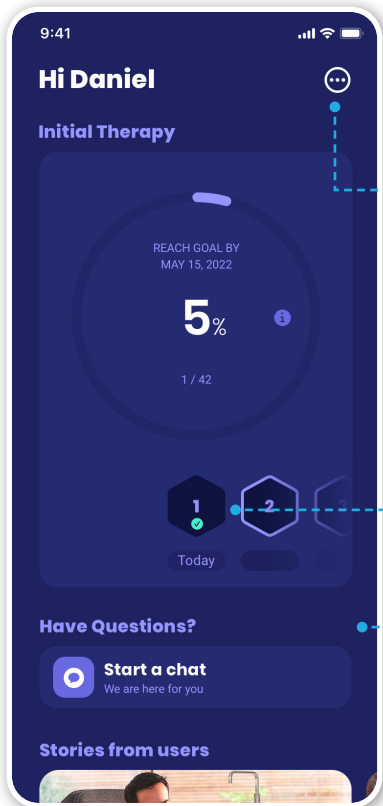 9:41
Hi Daniel
Initial Therapy
REACH GOAL BY
MAY 15, 2022
5%
1 / 42
1
2
3
Today
Have Questions?
Start a chat
We are here for you
Stories from users